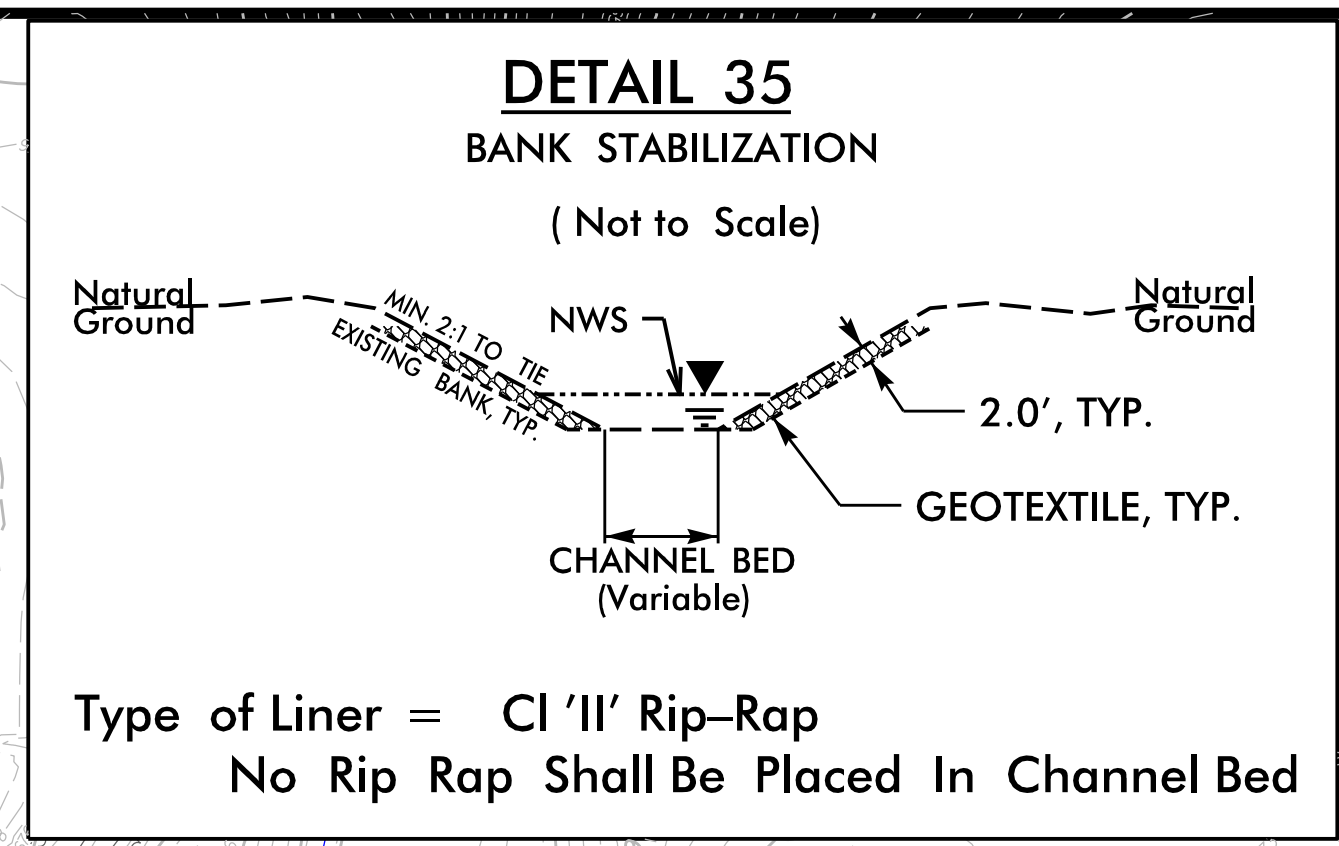 DETAIL 35
BANK STABILIZATION
( Not to Scale)
Natural
Ground
MIN. 2:1 TO TIE
EXISTING BANK, TYP.
NWS
Natural
Ground
2.0', TYP.
GEOTEXTILE, TYP.
CHANNEL BED
(Variable)
Type of Liner = Cl 'II' Rip-Rap
No Rip Rap Shall Be Placed In Channel Bed